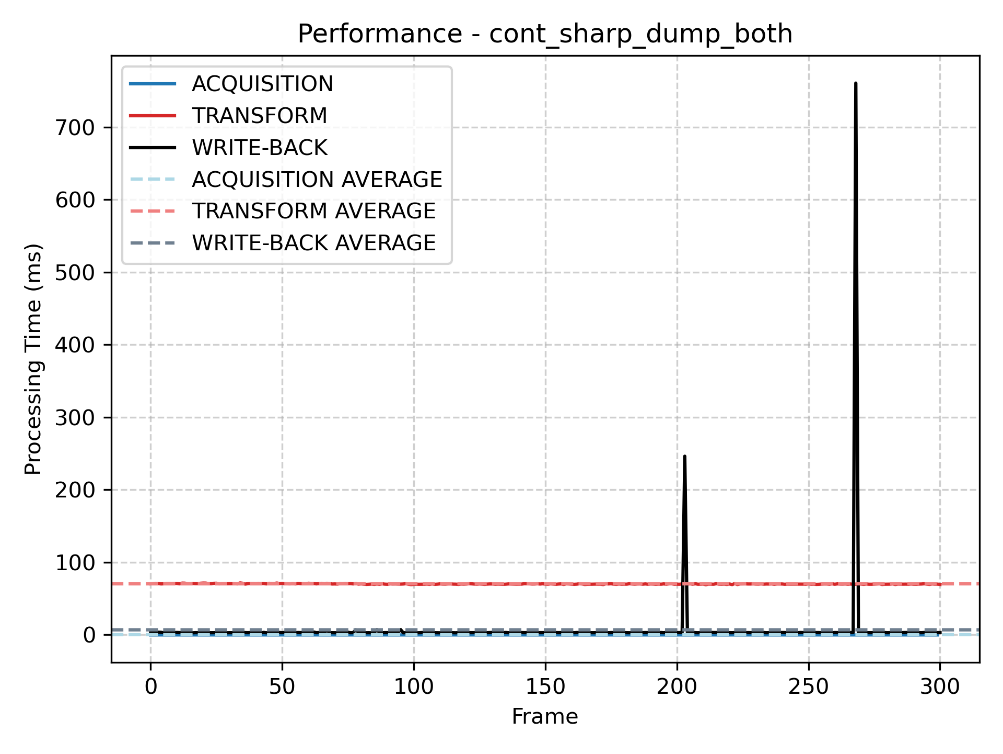 Performance - cont_sharp_dump_both
ACQUISITION
TRANSFORM
WRITE-BACK
ACQUISITION AVERAGE
TRANSFORM AVERAGE
WRITE-BACK AVERAGE
Processing Time (ms)
700
600
500
400
300
200
100
0
0 50 100 150 200 250 300
Frame